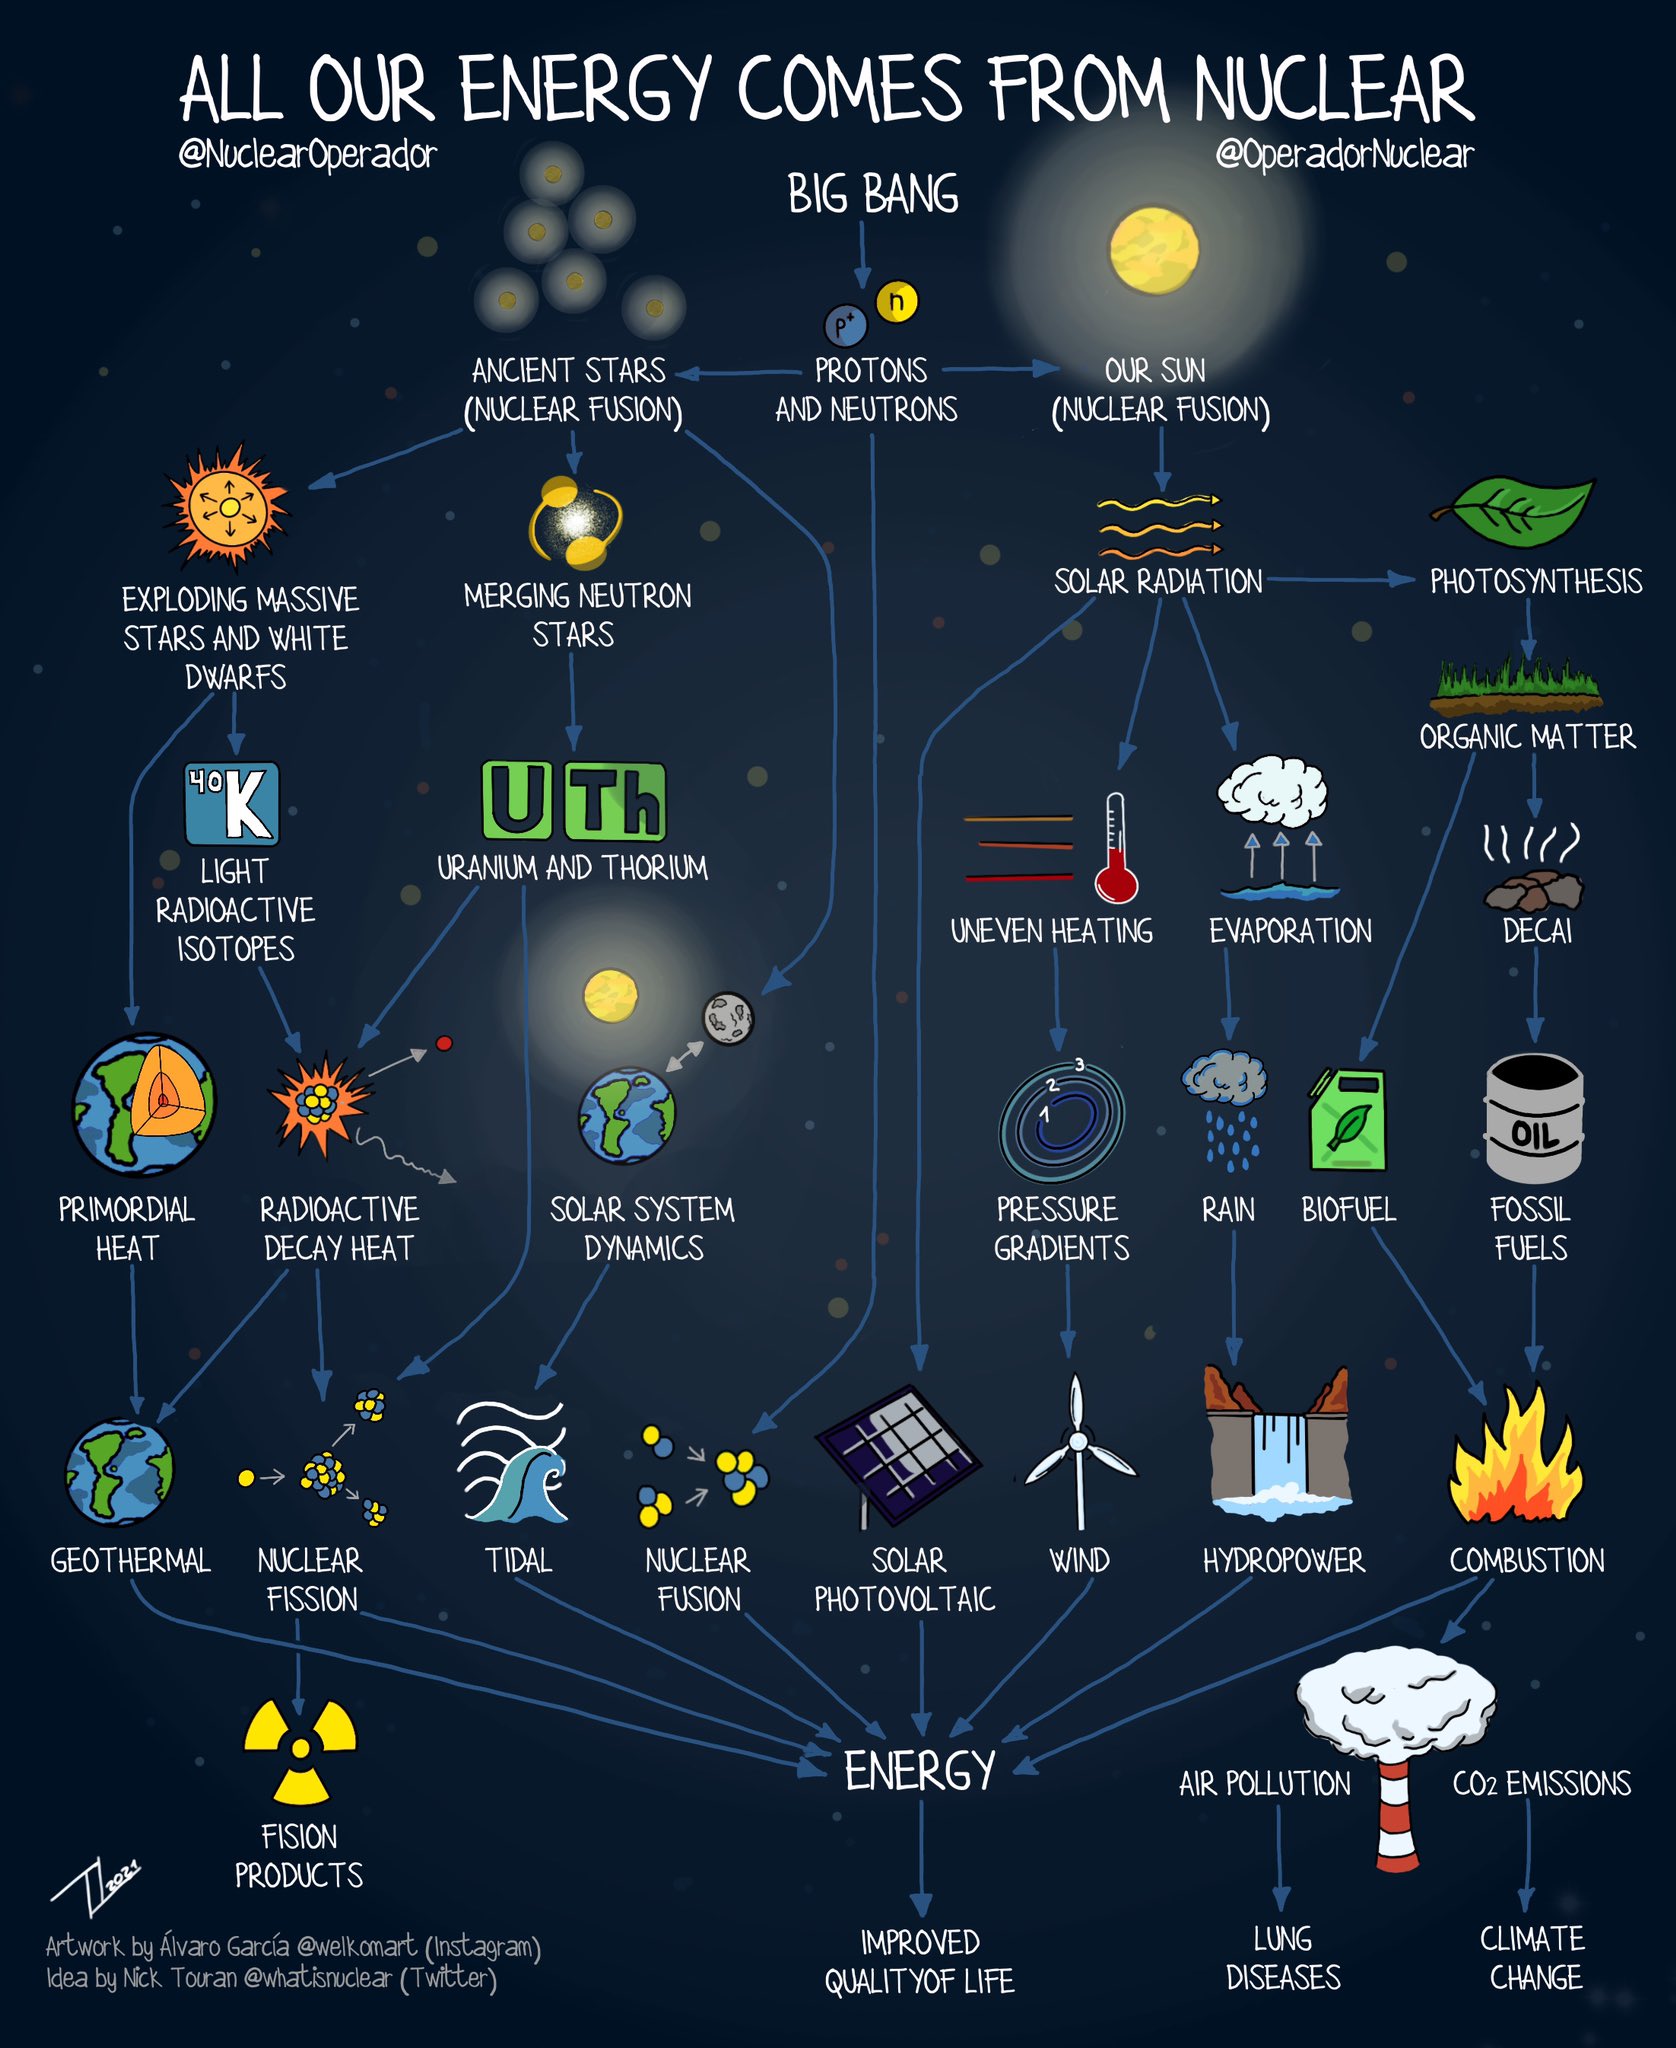 ALL OUR ENERGY COMES FROM NUCLEAR
@NuclearOperador
@OperadorNuclear
BIG BANG
p+
n
ANCIENT STARS
(NUCLEAR FUSION)
PROTONS
AND NEUTRONS
OUR SUN
(NUCLEAR FUSION)
EXPLODING MASSIVE
STARS AND WHITE
DWARFS
MERGING NEUTRON
STARS
SOLAR RADIATION
PHOTOSYNTHESIS
ORGANIC MATTER
40K
LIGHT
RADIOACTIVE
ISOTOPES
U Th
URANIUM AND THORIUM
UNEVEN HEATING
EVAPORATION
DECAI
PRIMORDIAL
HEAT
RADIOACTIVE
DECAY HEAT
SOLAR SYSTEM
DYNAMICS
1 2 3
PRESSURE
GRADIENTS
RAIN
BIOFUEL
OIL
FOSSIL
FUELS
GEOTHERMAL
NUCLEAR
FISSION
TIDAL
NUCLEAR
FUSION
SOLAR
PHOTOVOLTAIC
WIND
HYDROPOWER
COMBUSTION
ENERGY
AIR POLLUTION
CO2 EMISSIONS
FISION
PRODUCTS
IMPROVED
QUALITYOF LIFE
LUNG
DISEASES
CLIMATE
CHANGE
2021
Artwork by Álvaro García @welkomart (Instagram)
Idea by Nick Touran @whatisnuclear (Twitter)